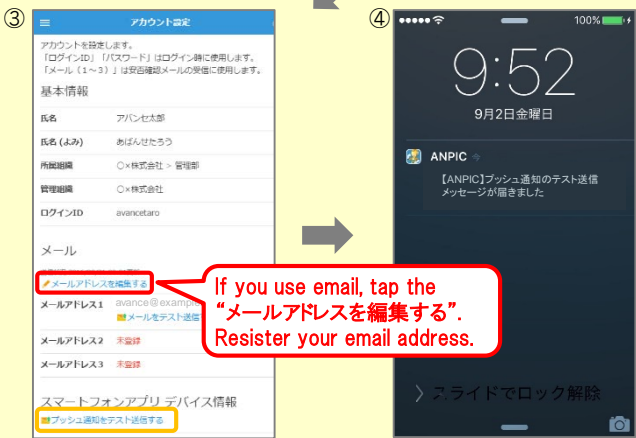 ③
アカウント設定
アカウントを設定します。
「ログインID」「パスワード」はログイン時に使用します。
「メール（1～3）」は安否確認メールの受信に使用します。
基本情報
氏名 アバンセ太郎
氏名 (よみ) あばんせたろう
所属組織 ○×株式会社 > 管理部
管理組織 ○×株式会社
ログインID avancetaro
メール
メールアドレスを編集する
メールアドレス1 avance@example
メールをテスト送信
メールアドレス2 未登録
メールアドレス3 未登録
スマートフォンアプリ デバイス情報
プッシュ通知をテスト送信する
If you use email, tap the
“メールアドレスを編集する”.
Resister your email address.
④
100%
9:52
9月2日金曜日
ANPIC 今
【ANPIC】プッシュ通知のテスト送信
メッセージが届きました
〉スライドでロック解除